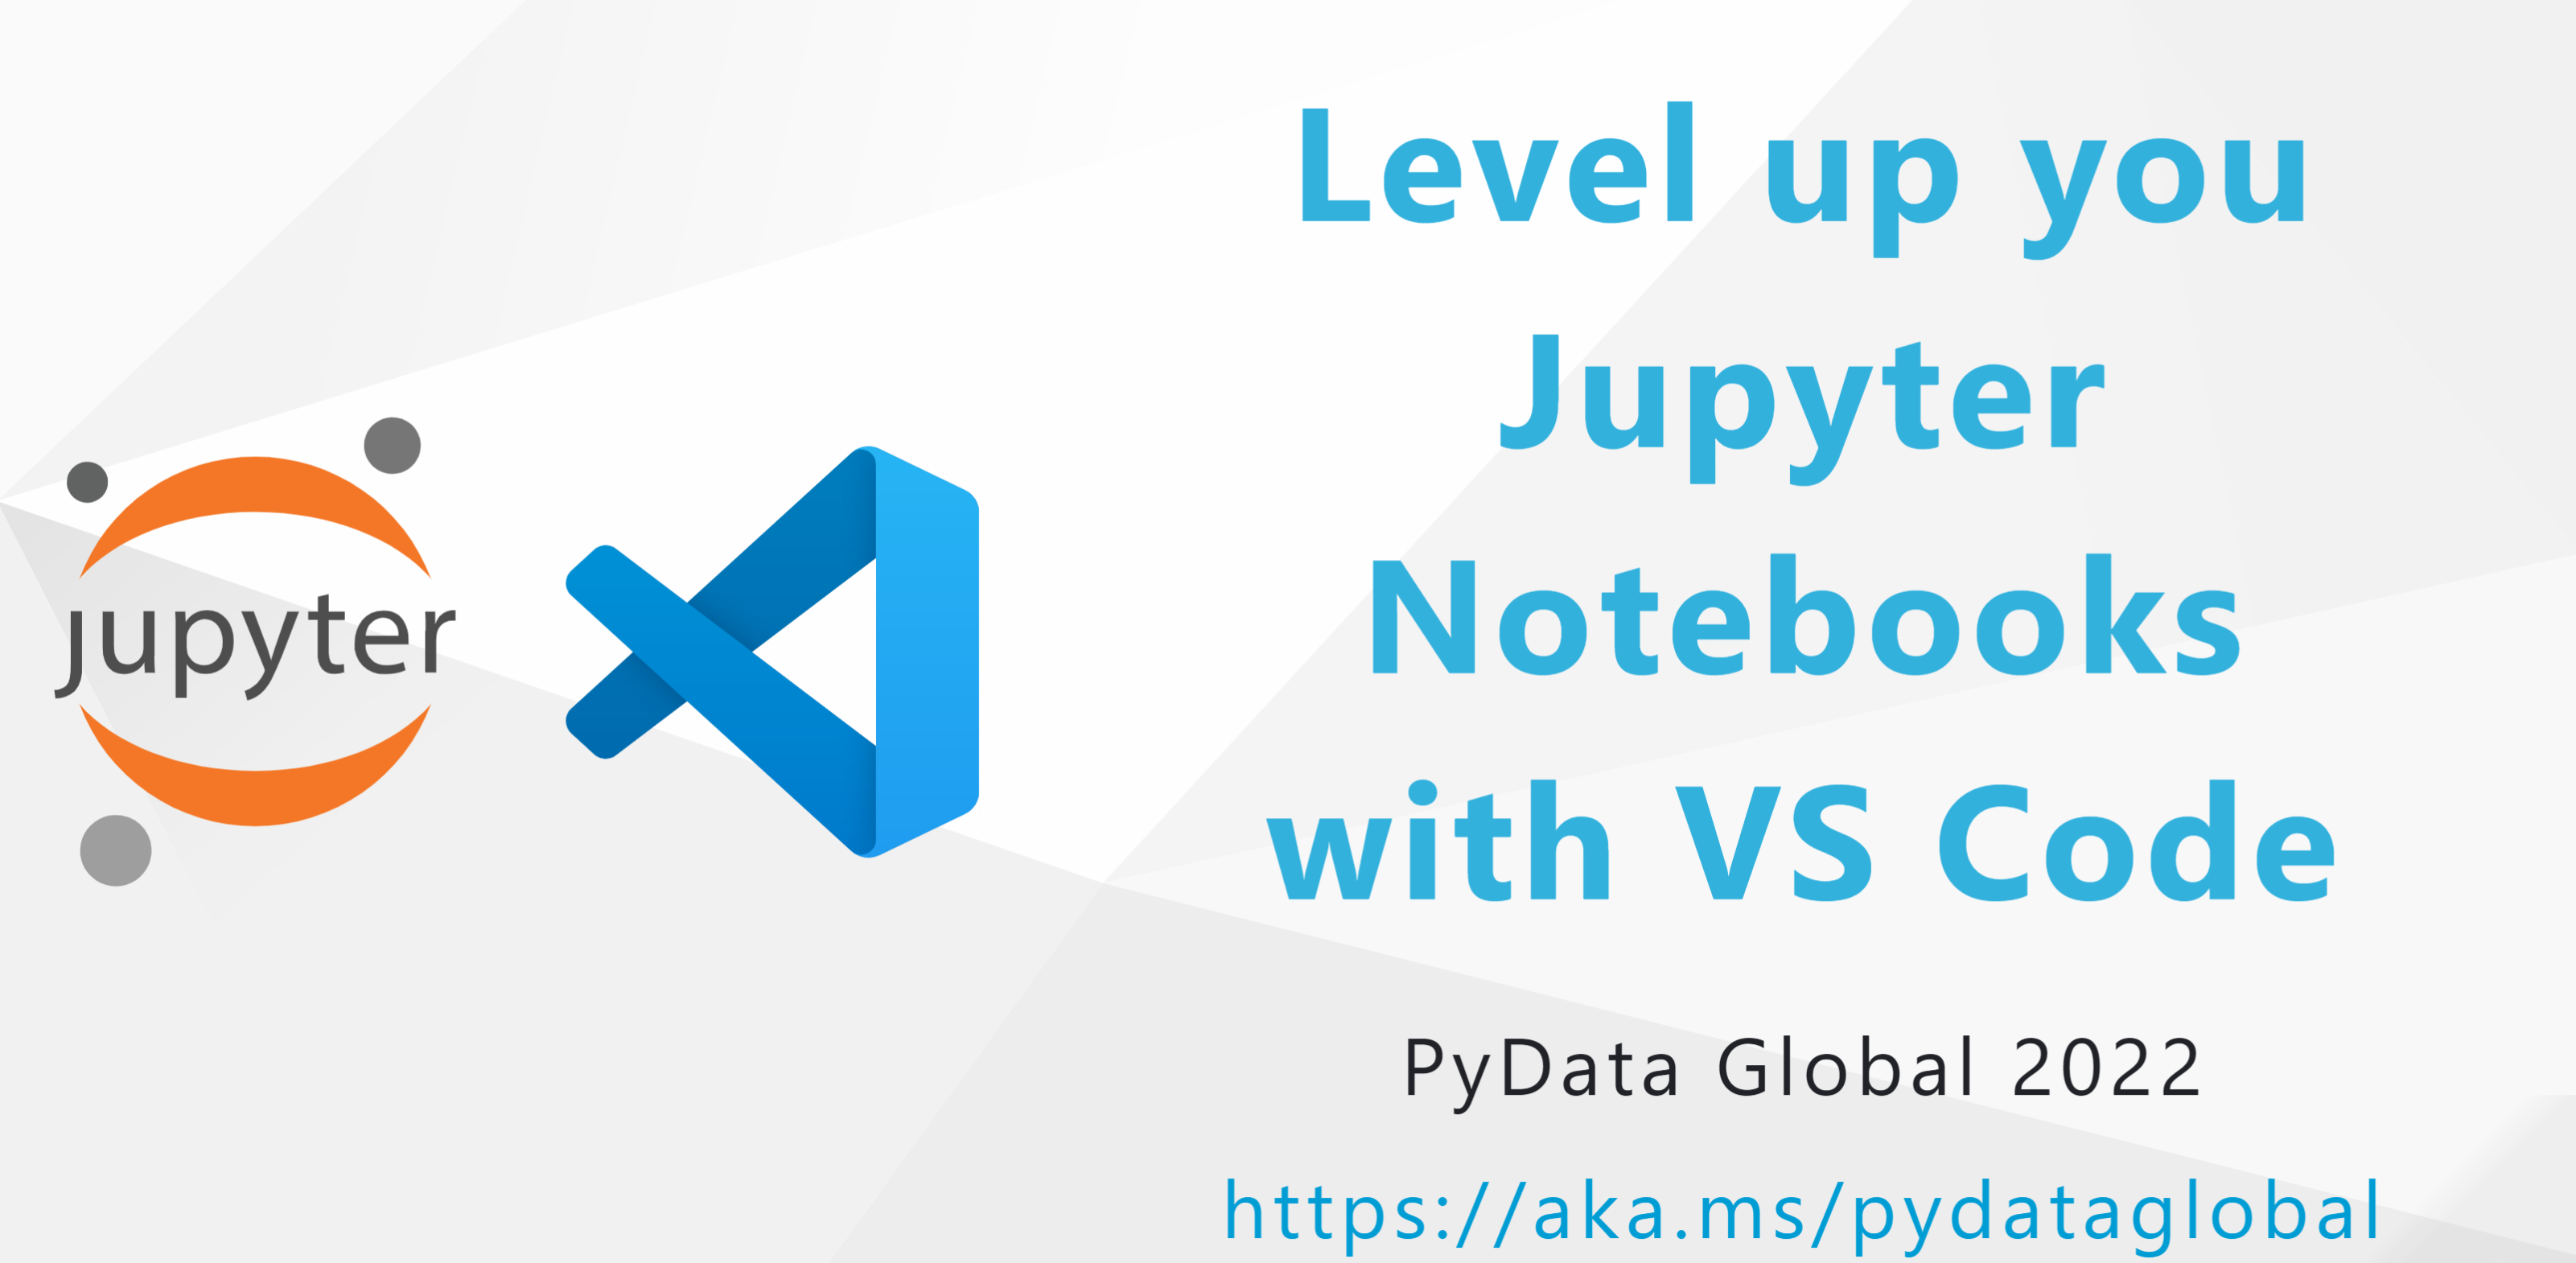 Level up you
Jupyter
Notebooks
with VS Code
jupyter
PyData Global 2022
https://aka.ms/pydataglobal